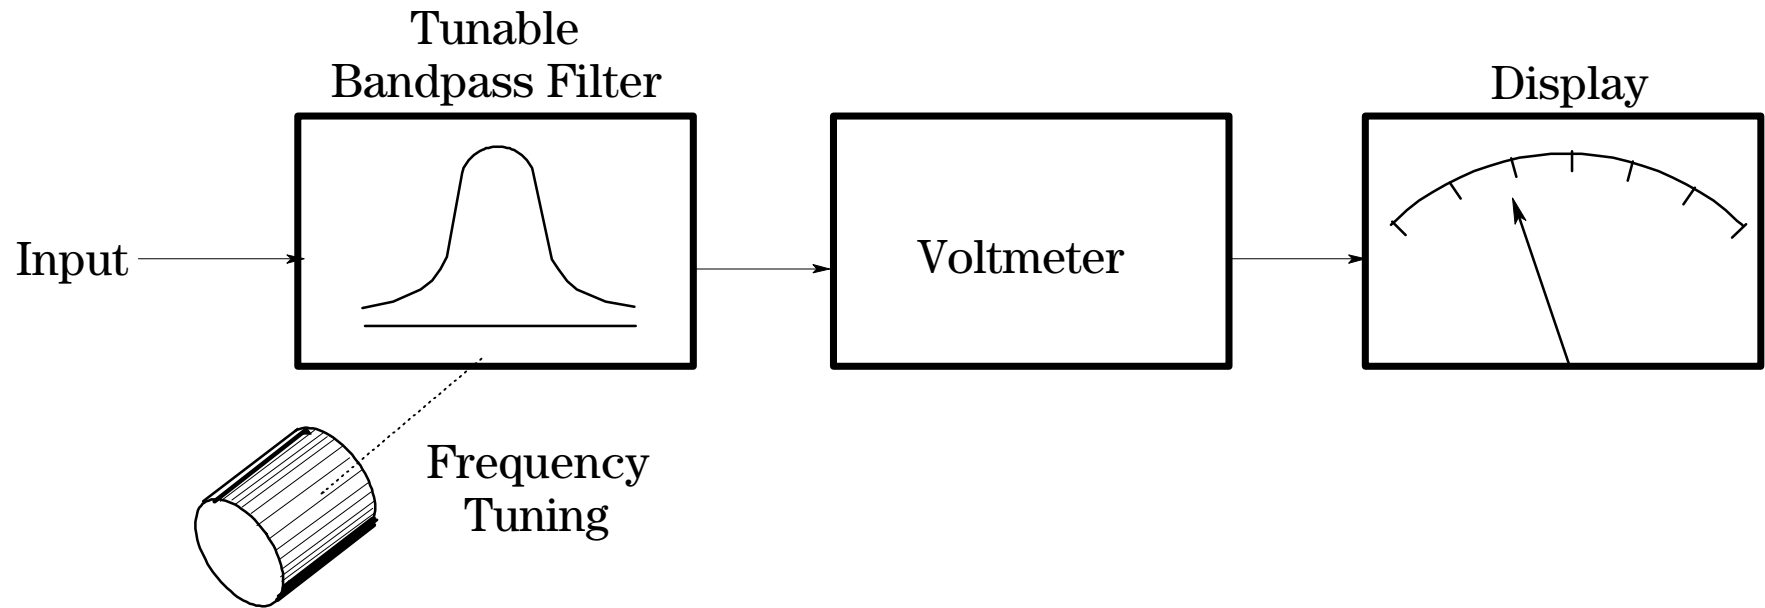 Tunable
Bandpass Filter
Display
Input
Voltmeter
Frequency
Tuning